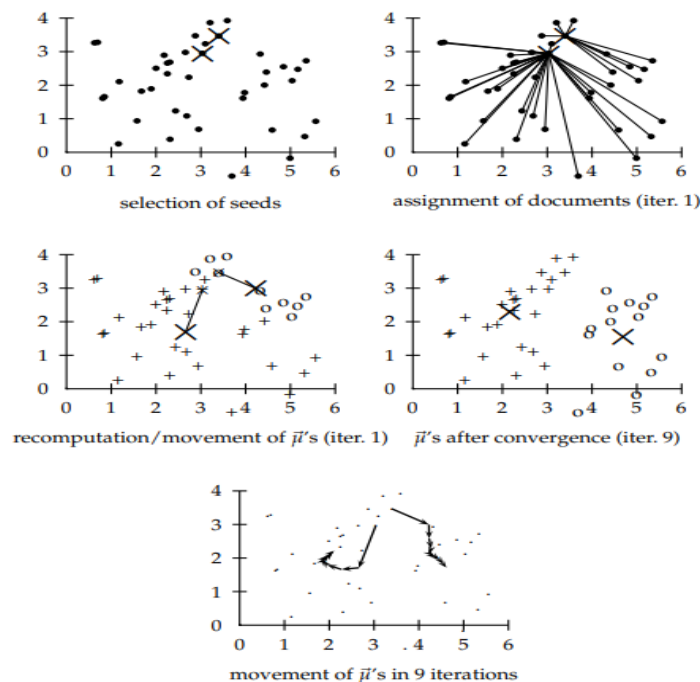 4
3
2
1
0
0 1 2 3 4 5 6
selection of seeds
4
3
2
1
0
0 1 2 3 4 5 6
assignment of documents (iter. 1)
4
3
2
1
0
0 1 2 3 4 5 6
recomputation/movement of μ⃗'s (iter. 1)
4
3
2
1
0
0 1 2 3 4 5 6
μ⃗'s after convergence (iter. 9)
4
3
2
1
0
0 1 2 3 .4 5 6
movement of μ⃗'s in 9 iterations